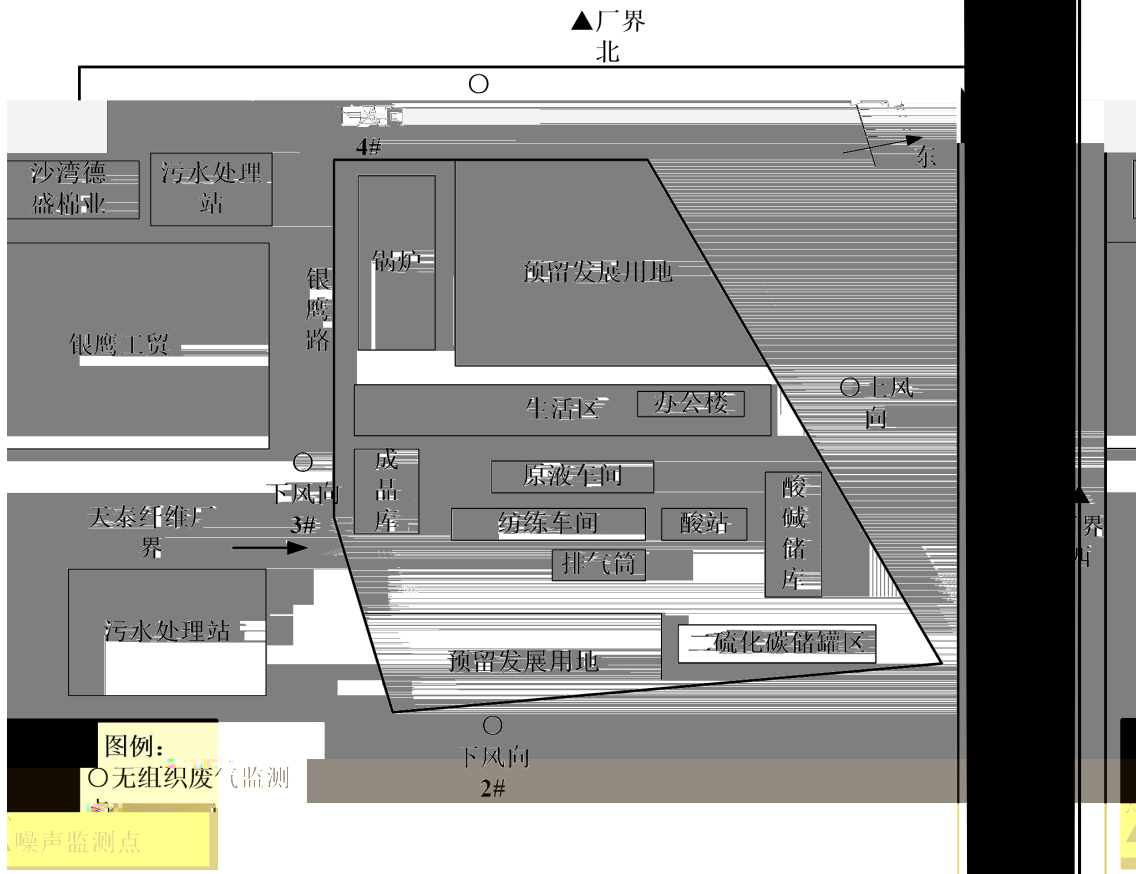 ▲厂界
北
○
4#
东
沙湾德
盛棉业
污水处理
站
锅炉
预留发展用地
银
鹰
路
银鹰工贸
生活区
办公楼
○上风
向
○
下风向
3#
成
品
库
原液车间
纺练车间
酸站
排气筒
酸
碱
储
库
天泰纤维厂
界
污水处理站
预留发展用地
二硫化碳储罐区
○
下风向
2#
图例：
○无组织废气监测
噪声监测点